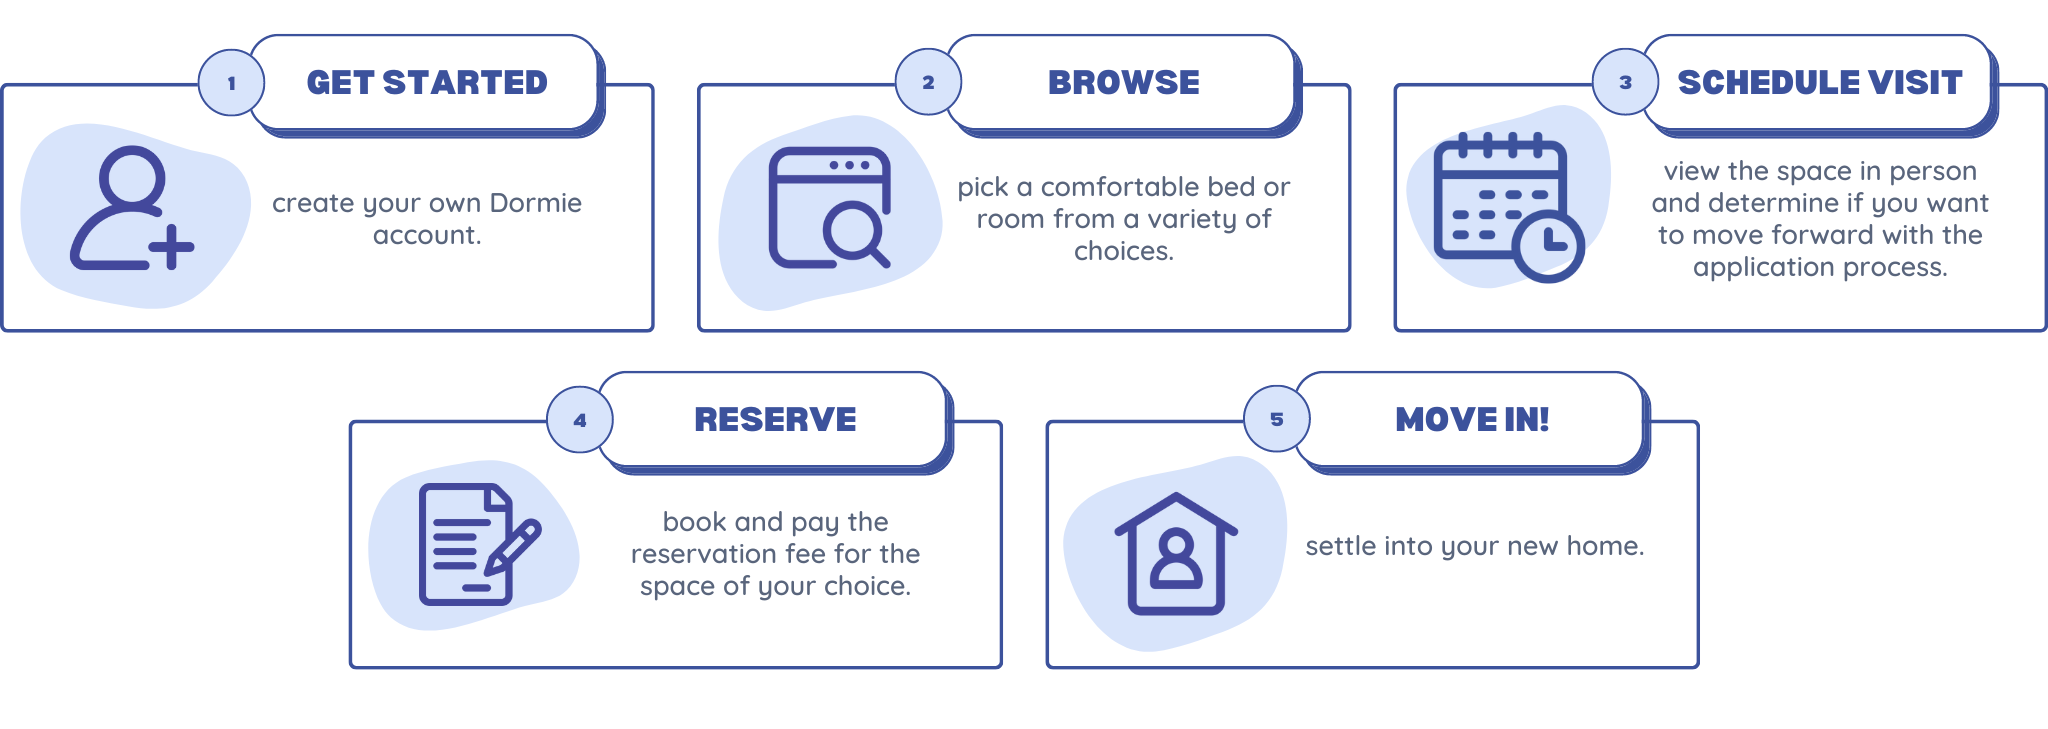 1
GET STARTED
create your own Dormie
account.
2
BROWSE
pick a comfortable bed or
room from a variety of
choices.
3
SCHEDULE VISIT
view the space in person
and determine if you want
to move forward with the
application process.
4
RESERVE
book and pay the
reservation fee for the
space of your choice.
5
MOVE IN!
settle into your new home.